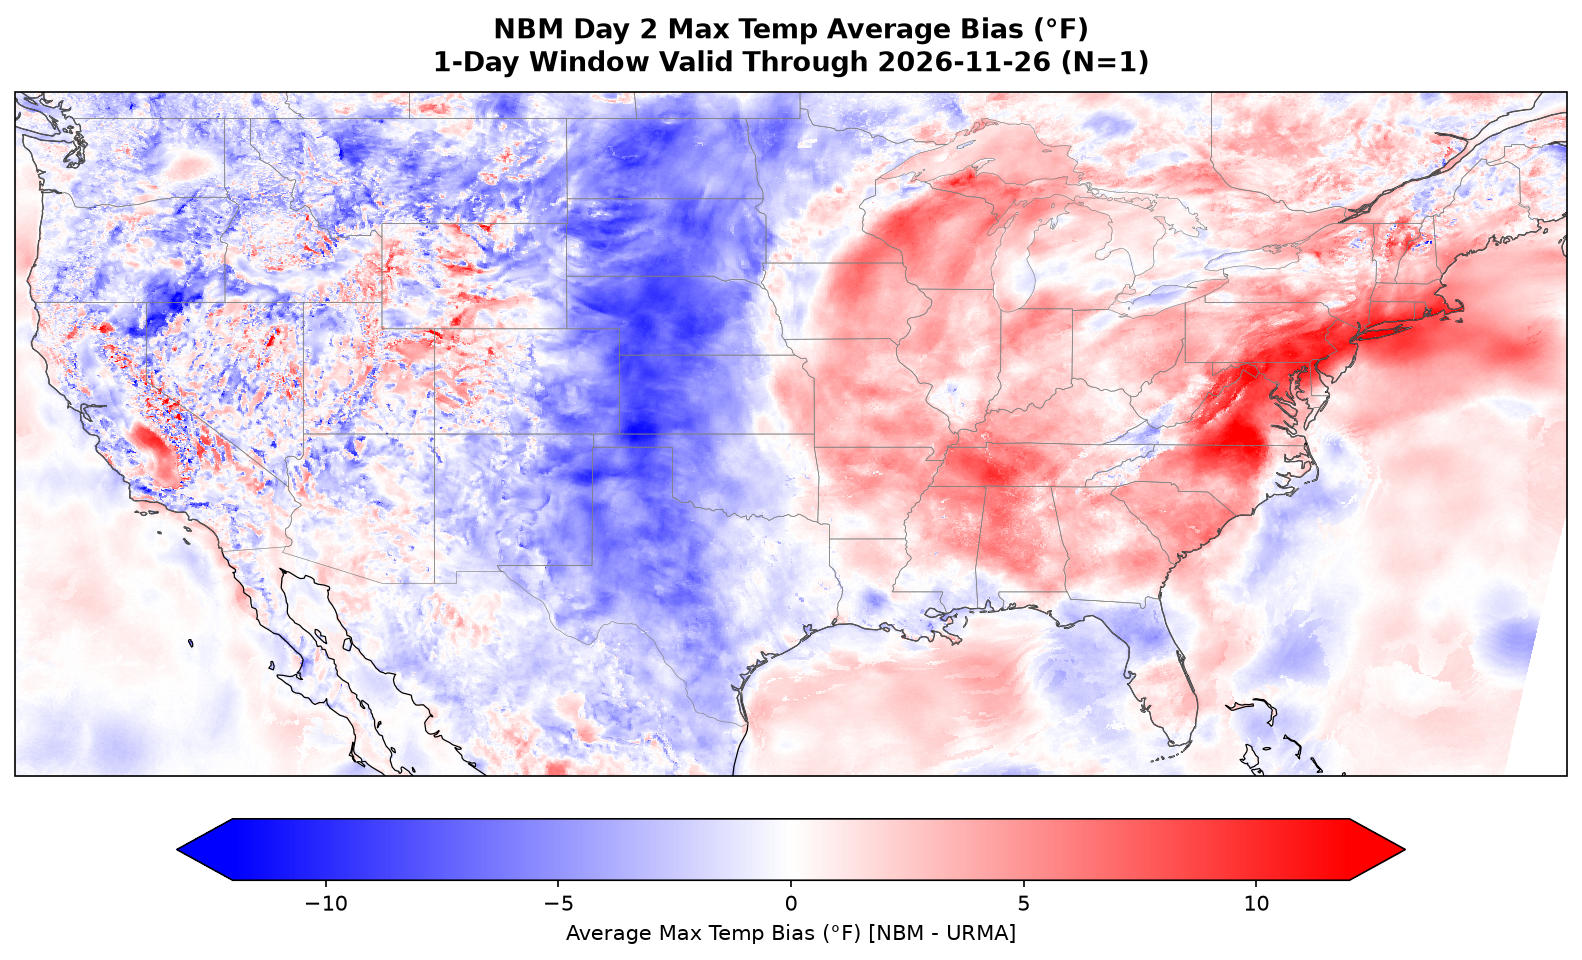 NBM Day 2 Max Temp Average Bias (°F)
1-Day Window Valid Through 2026-11-26 (N=1)
−10 −5 0 5 10
Average Max Temp Bias (°F) [NBM - URMA]